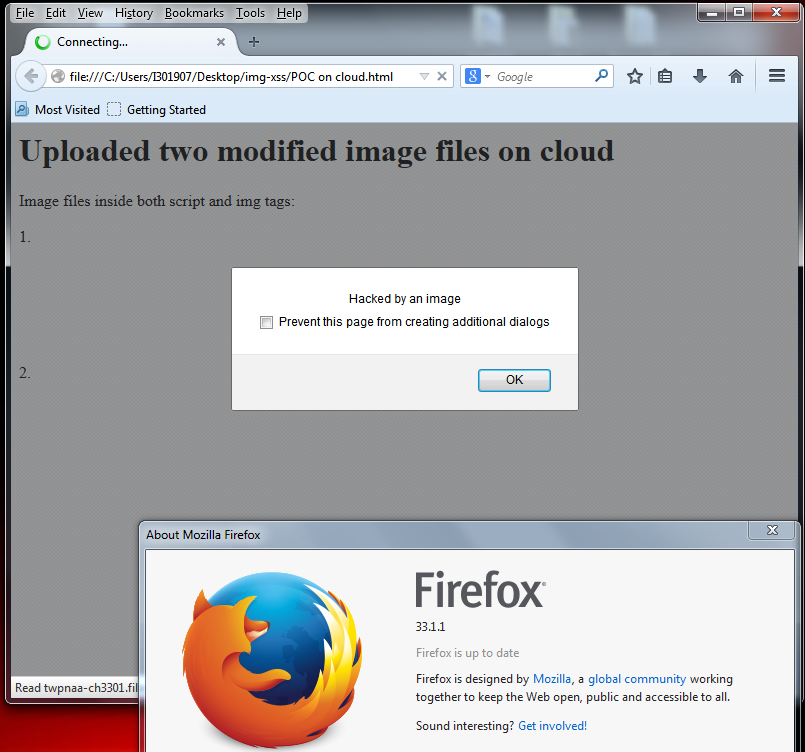 File Edit View History Bookmarks Tools Help
Connecting...
file:///C:/Users/I301907/Desktop/img-xss/POC on cloud.html
8 Google
Most Visited Getting Started
Uploaded two modified image files on cloud
Image files inside both script and img tags:
1.
Hacked by an image
Prevent this page from creating additional dialogs
OK
2.
About Mozilla Firefox
Firefox
33.1.1
Firefox is up to date
Firefox is designed by Mozilla, a global community working
together to keep the Web open, public and accessible to all.
Sound interesting? Get involved!
Read twpnaa-ch3301.fil